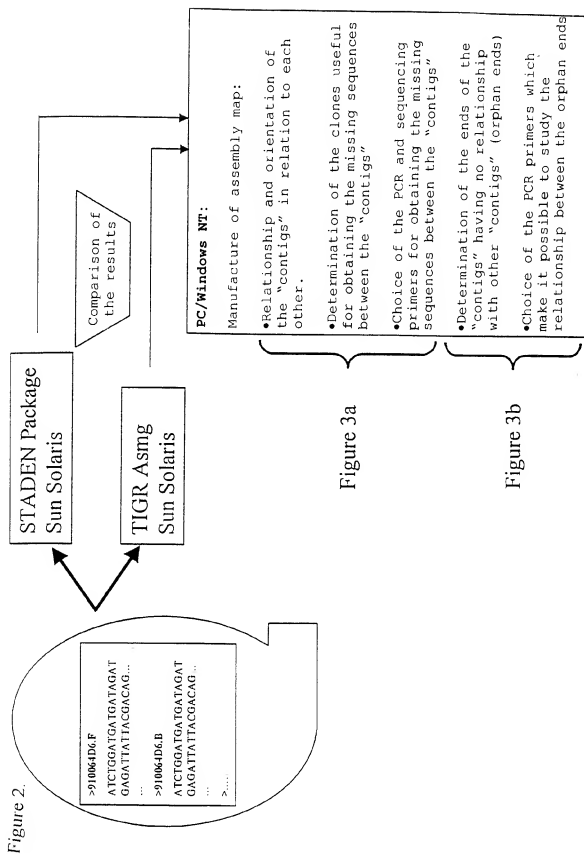 Figure 2.
>910064D6.F
ATCTGGATGATGATAGAT
GAGATTATTACGACAG...
...
>910064D6.B
ATCTGGATGATGATAGAT
GAGATTATTACGACAG...
...
>.....
STADEN Package
Sun Solaris
TIGR Asmg
Sun Solaris
Comparison of
the results
PC/Windows NT:
Manufacture of assembly map:
•Relationship and orientation of
the "contigs" in relation to each
other.
•Determination of the clones useful
for obtaining the missing sequences
between the "contigs"
•Choice of the PCR and sequencing
primers for obtaining the missing
sequences between the "contigs"
•Determination of the ends of the
"contigs" having no relationship
with other "contigs" (orphan ends)
•Choice of the PCR primers which
make it possible to study the
relationship between the orphan ends
Figure 3a
Figure 3b